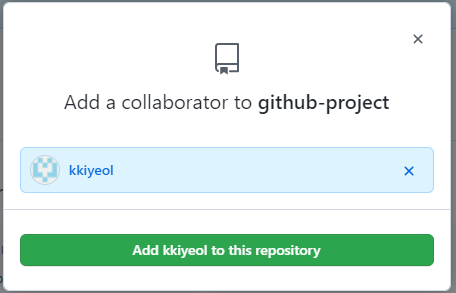 Add a collaborator to github-project
kkiyeol
Add kkiyeol to this repository